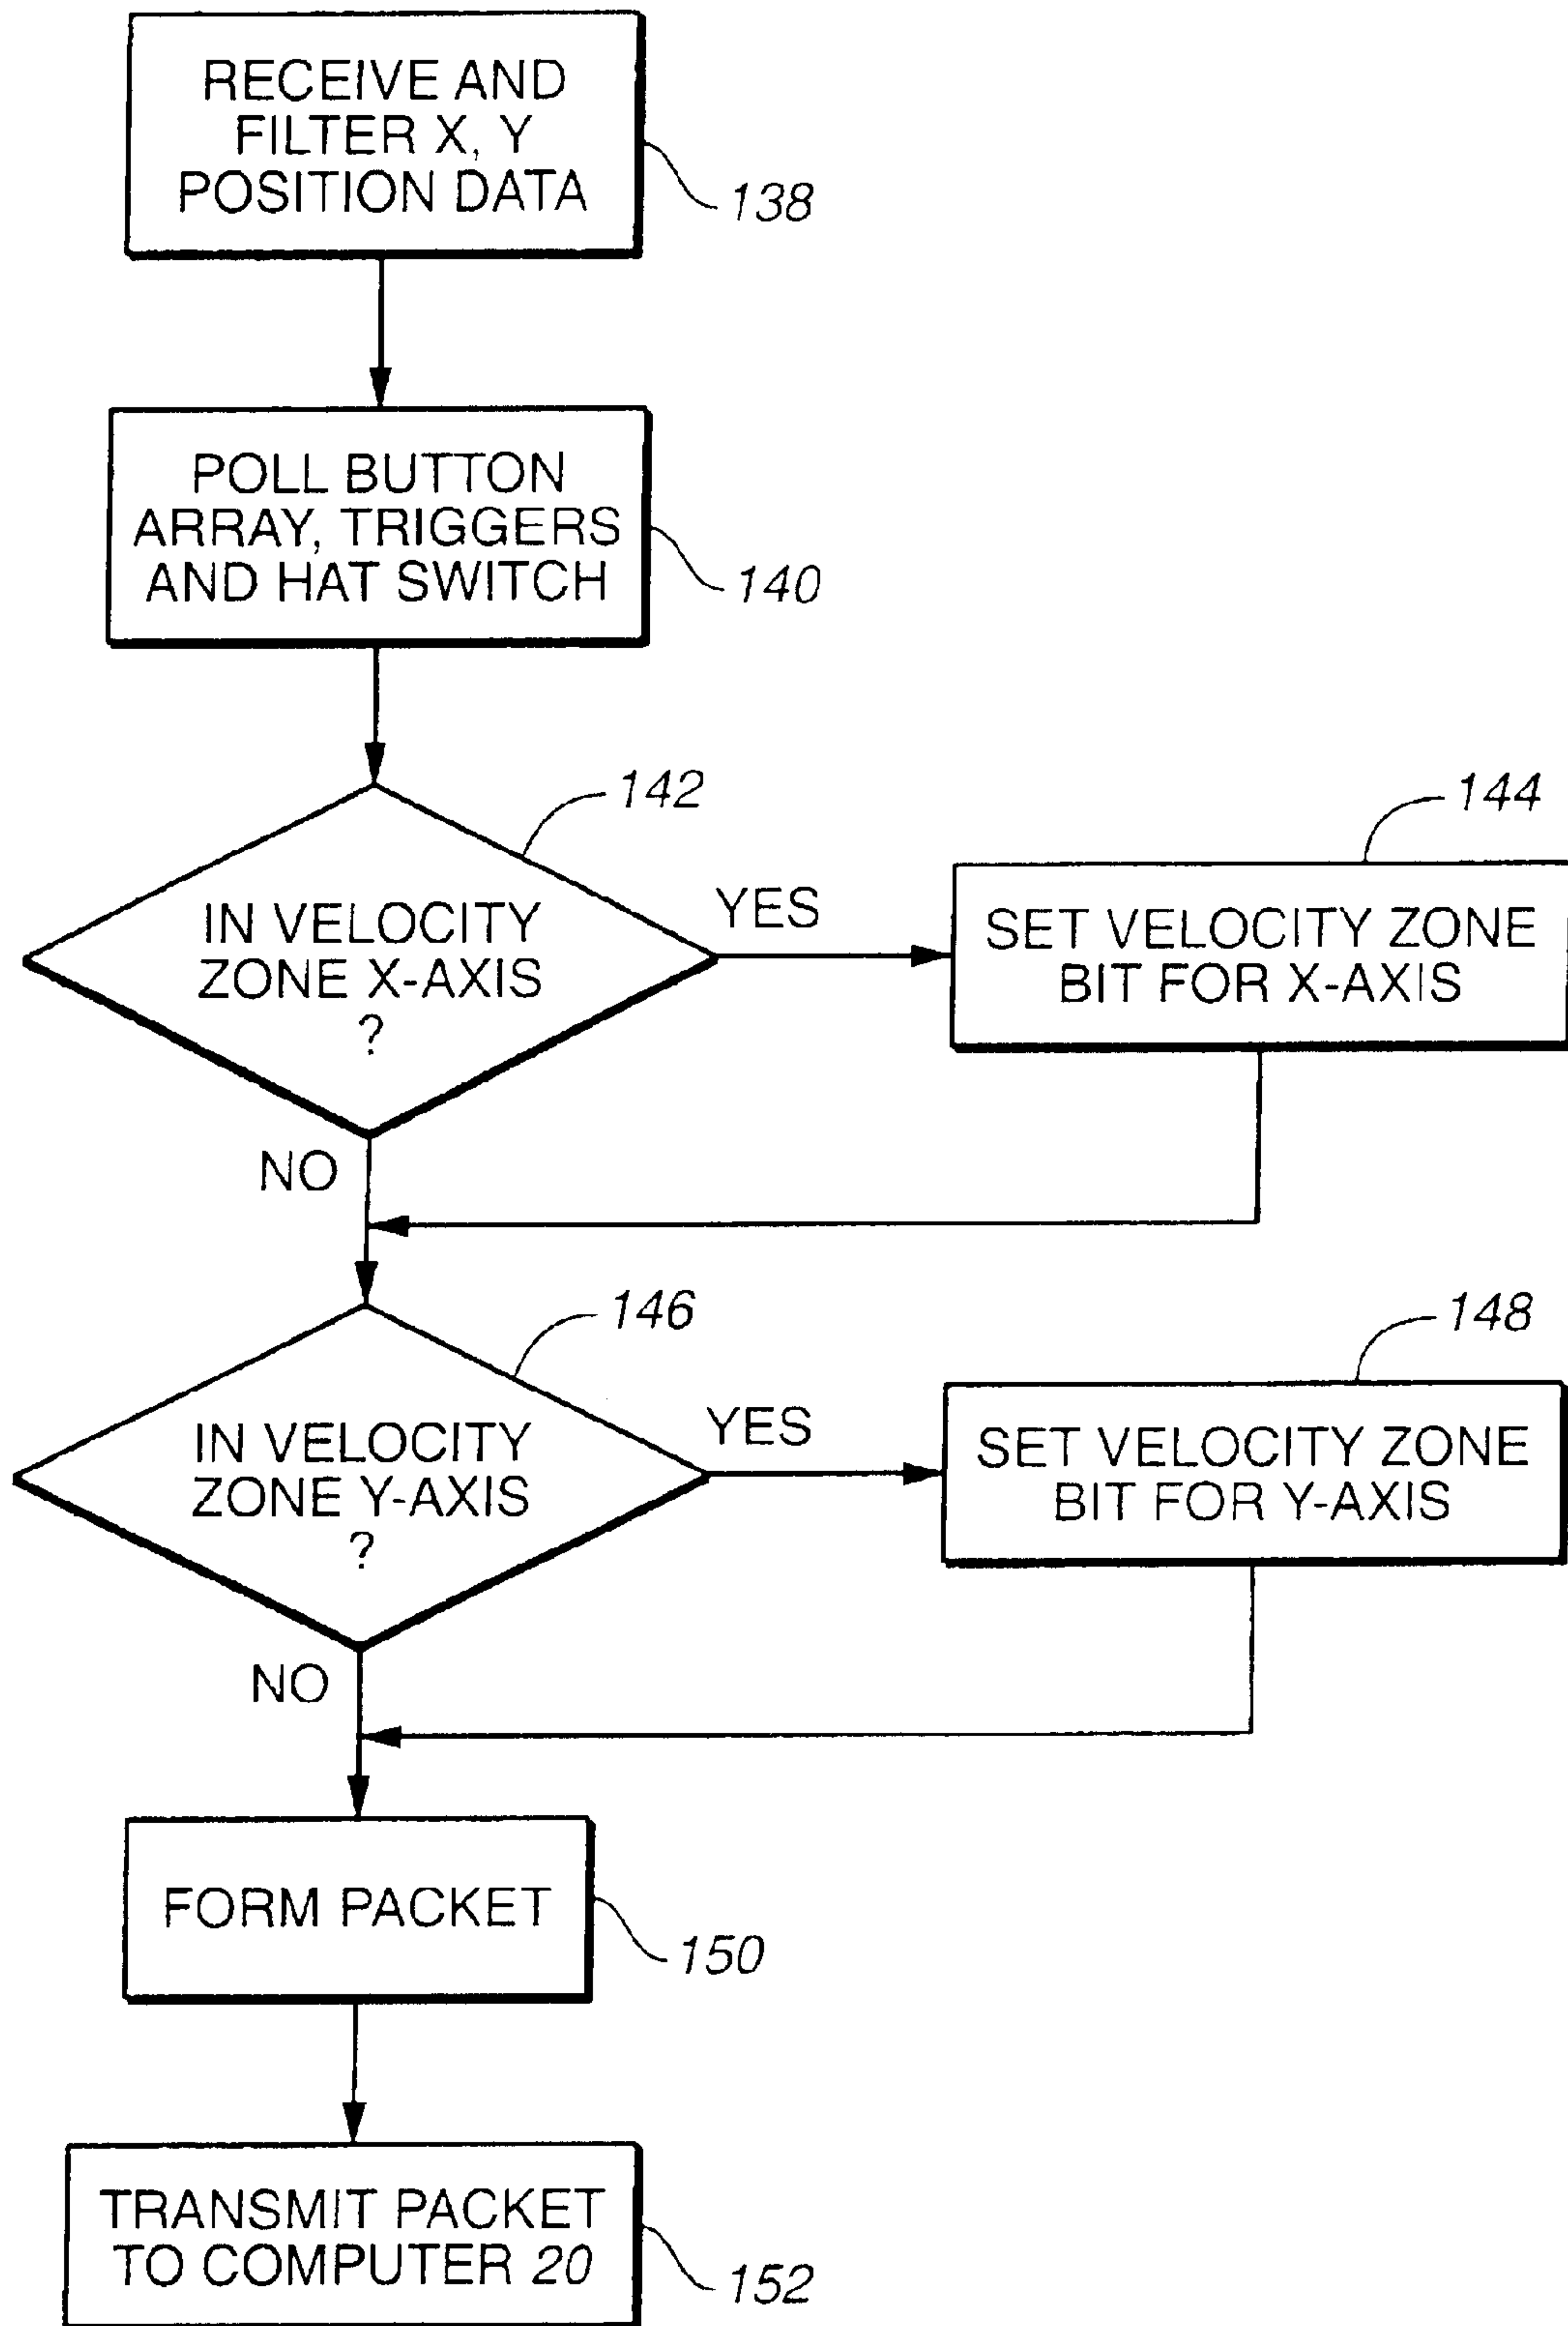 RECEIVE AND
FILTER X, Y
POSITION DATA
138
POLL BUTTON
ARRAY, TRIGGERS
AND HAT SWITCH
140
142
IN VELOCITY
ZONE X-AXIS
?
YES
144
SET VELOCITY ZONE
BIT FOR X-AXIS
NO
146
IN VELOCITY
ZONE Y-AXIS
?
YES
148
SET VELOCITY ZONE
BIT FOR Y-AXIS
NO
FORM PACKET
150
TRANSMIT PACKET
TO COMPUTER 20
152